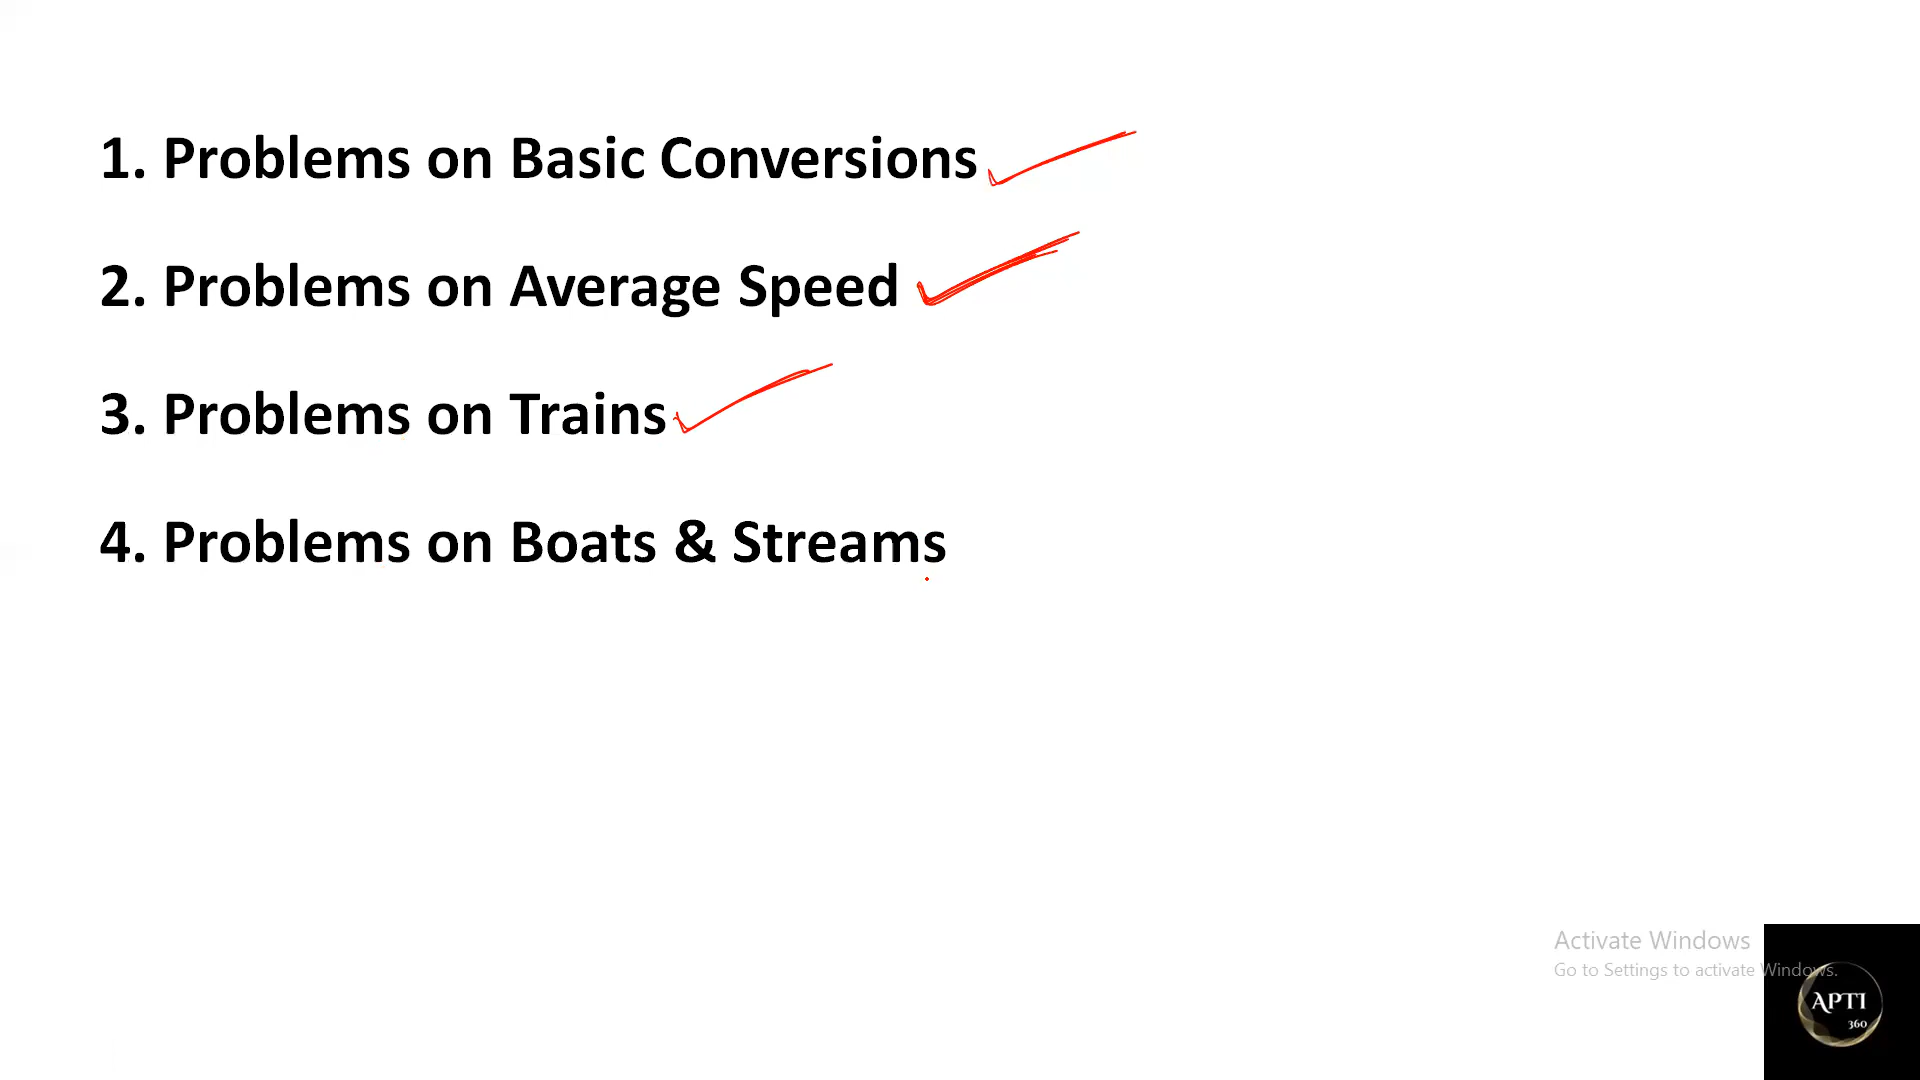 1. Problems on Basic Conversions
2. Problems on Average Speed
3. Problems on Trains
4. Problems on Boats & Streams
Activate Windows
Go to Settings to activate Windows.
APTI
360